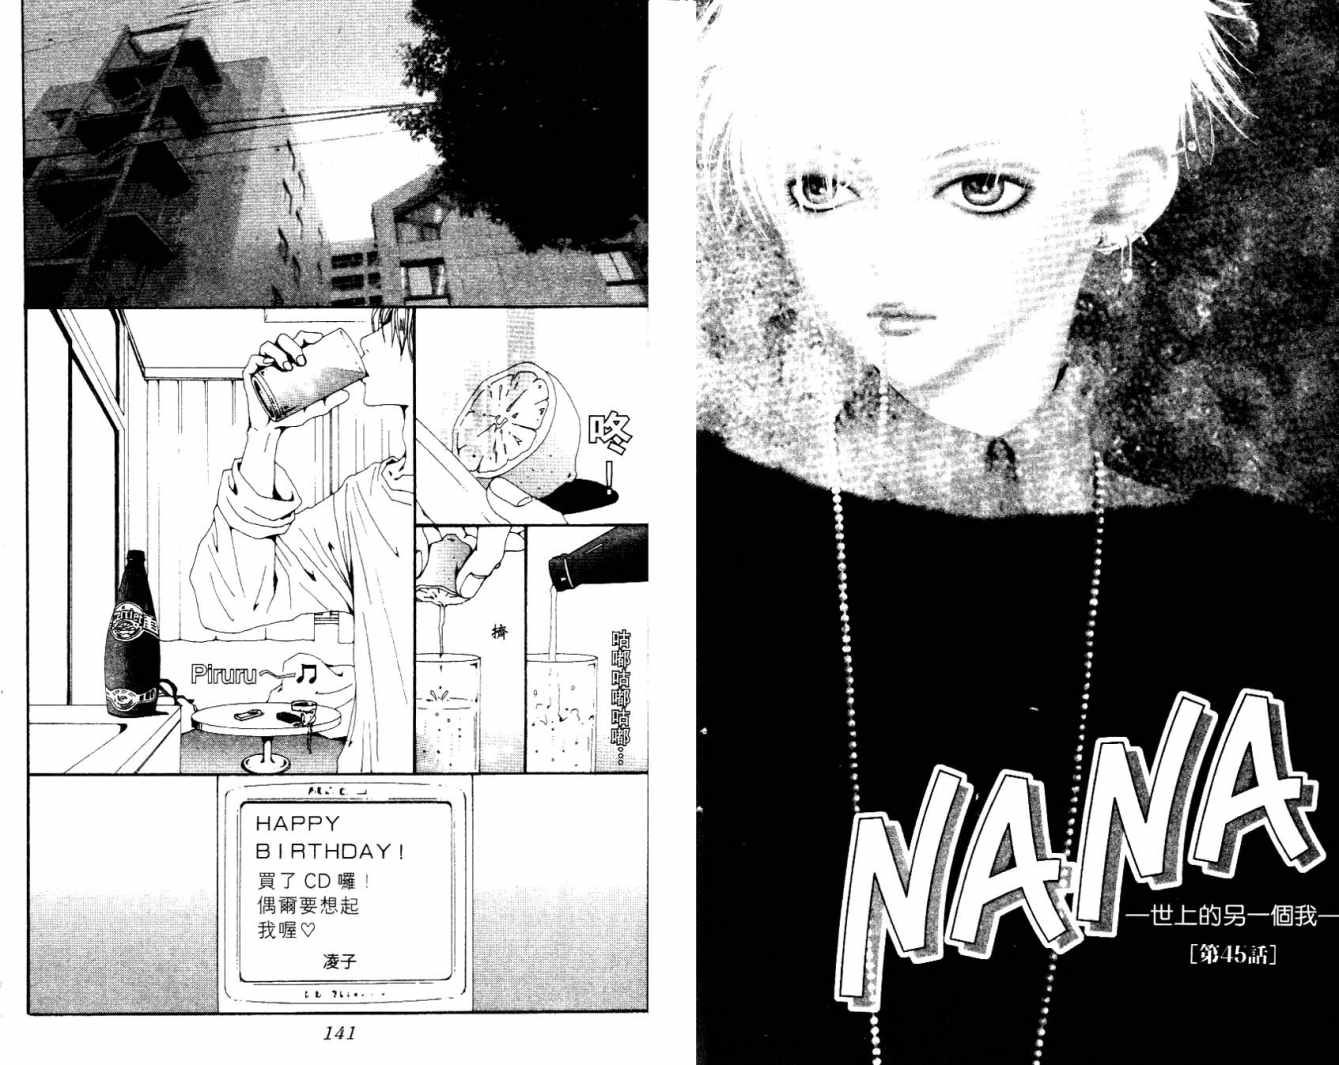 NANA
—世上的另一個我—
[第45話]
咚!
擠
咕嘟咕嘟咕嘟…
Piruru~♫
HAPPY
BIRTHDAY!
買了CD囉!
偶爾要想起
我喔♡
凌子
141